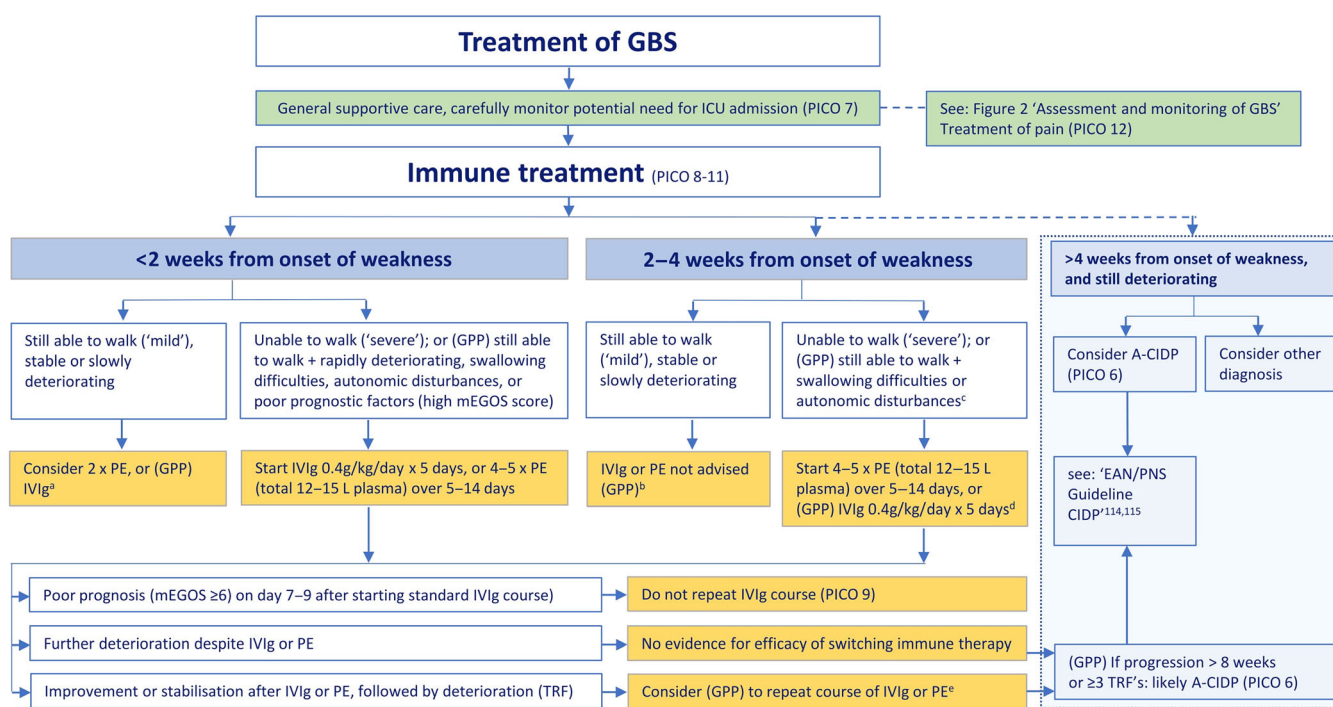 Treatment of GBS
General supportive care, carefully monitor potential need for ICU admission (PICO 7)
See: Figure 2 ‘Assessment and monitoring of GBS’
Treatment of pain (PICO 12)
Immune treatment (PICO 8-11)
<2 weeks from onset of weakness
2–4 weeks from onset of weakness
>4 weeks from onset of weakness,
and still deteriorating
Still able to walk (‘mild’),
stable or slowly
deteriorating
Unable to walk (‘severe’); or (GPP) still able
to walk + rapidly deteriorating, swallowing
difficulties, autonomic disturbances, or
poor prognostic factors (high mEGOS score)
Still able to walk
(‘mild’), stable or
slowly deteriorating
Unable to walk (‘severe’); or
(GPP) still able to walk +
swallowing difficulties or
autonomic disturbancesᶜ
Consider A-CIDP
(PICO 6)
Consider other
diagnosis
Consider 2 x PE, or (GPP)
IVIgᵃ
Start IVIg 0.4g/kg/day x 5 days, or 4–5 x PE
(total 12–15 L plasma) over 5–14 days
IVIg or PE not advised
(GPP)ᵇ
Start 4–5 x PE (total 12–15 L
plasma) over 5–14 days, or
(GPP) IVIg 0.4g/kg/day x 5 daysᵈ
see: ‘EAN/PNS
Guideline
CIDP’¹¹⁴,¹¹⁵
Poor prognosis (mEGOS ≥6) on day 7–9 after starting standard IVIg course)
Do not repeat IVIg course (PICO 9)
Further deterioration despite IVIg or PE
No evidence for efficacy of switching immune therapy
Improvement or stabilisation after IVIg or PE, followed by deterioration (TRF)
Consider (GPP) to repeat course of IVIg or PEᵉ
(GPP) If progression > 8 weeks
or ≥3 TRF’s: likely A-CIDP (PICO 6)